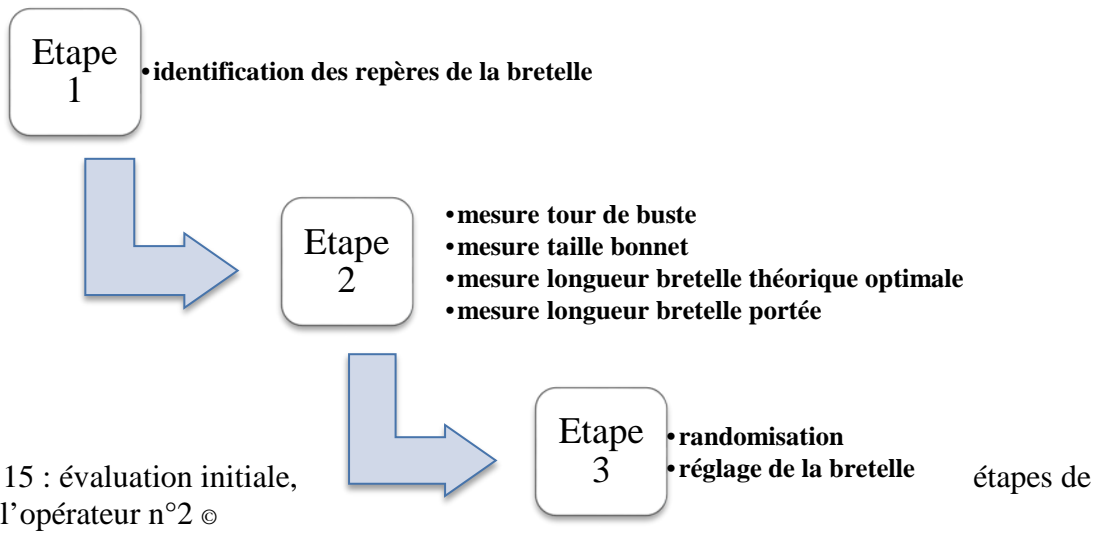 Etape
1
•identification des repères de la bretelle
Etape
2
•mesure tour de buste
•mesure taille bonnet
•mesure longueur bretelle théorique optimale
•mesure longueur bretelle portée
Etape
3
•randomisation
•réglage de la bretelle
15 : évaluation initiale, étapes de
l'opérateur n°2 ©